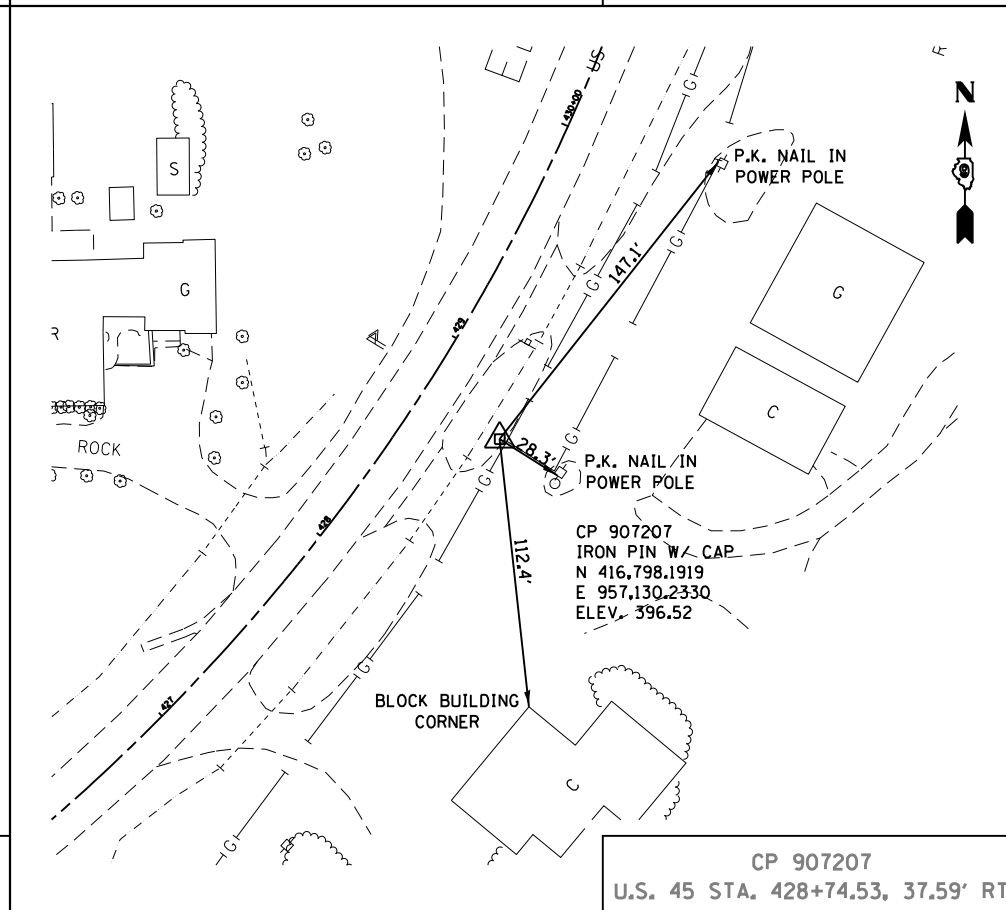 US
430+00
N
P.K. NAIL IN
POWER POLE
S
G
147.1'
G
G
429
G
G
P
C
28.3'
G
ROCK
P.K. NAIL IN
POWER POLE
G
428
CP 907207
IRON PIN W/ CAP
N 416,798.1919
E 957,130.2330
ELEV. 396.52
112.4'
G
427
BLOCK BUILDING
CORNER
C
G
CP 907207
U.S. 45 STA. 428+74.53, 37.59' RT